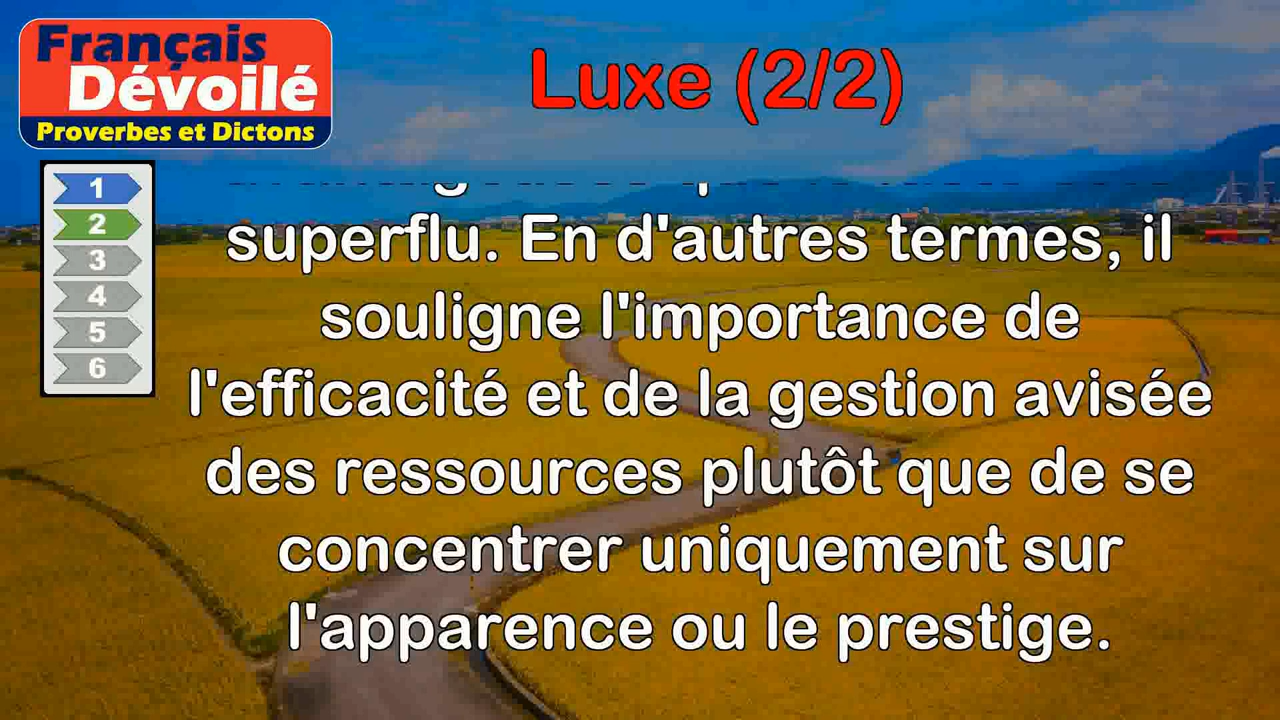 Français
Dévoilé
Proverbes et Dictons
Luxe (2/2)
1
2
3
4
5
6
superflu. En d'autres termes, il
souligne l'importance de
l'efficacité et de la gestion avisée
des ressources plutôt que de se
concentrer uniquement sur
l'apparence ou le prestige.